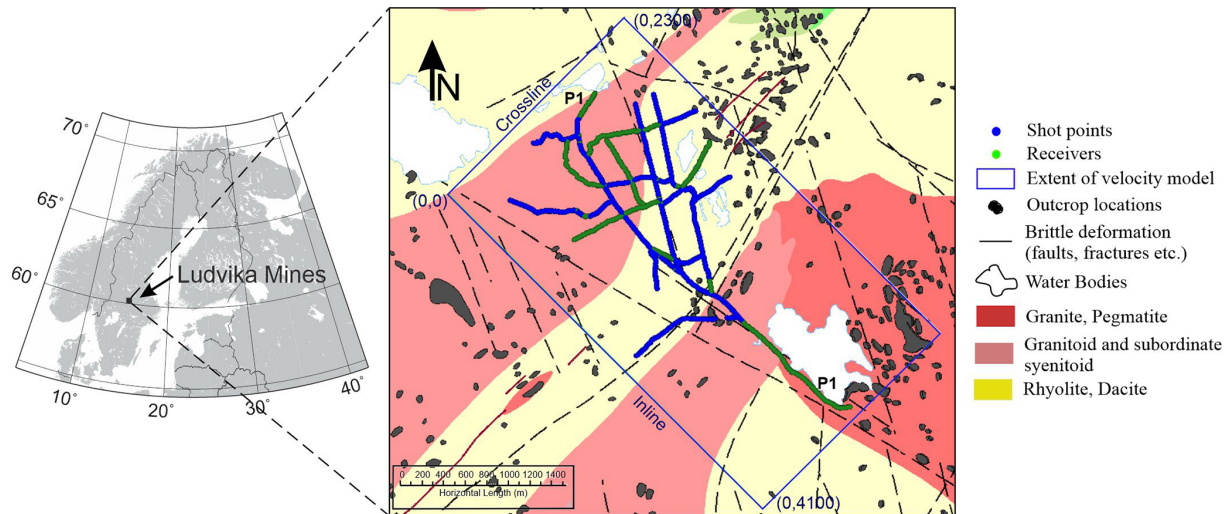 70°
65°
60°
10°
20°
30°
40°
Ludvika Mines
N
(0,2300)
Crossline
P1
(0,0)
Inline
P1
(0,4100)
0 200 400 600 800 1000 1200 1400
Horizontal Length (m)
Shot points
Receivers
Extent of velocity model
Outcrop locations
Brittle deformation
(faults, fractures etc.)
Water Bodies
Granite, Pegmatite
Granitoid and subordinate
syenitoid
Rhyolite, Dacite